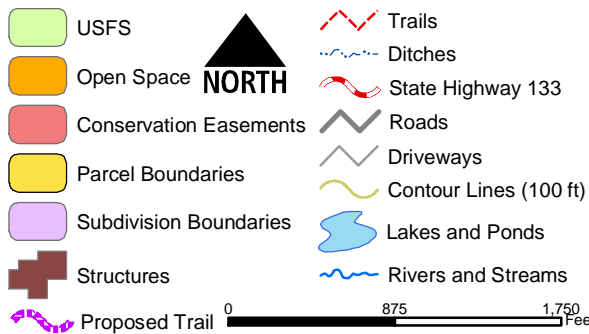 USFS
Open Space
Conservation Easements
Parcel Boundaries
Subdivision Boundaries
Structures
Proposed Trail
NORTH
Trails
Ditches
State Highway 133
Roads
Driveways
Contour Lines (100 ft)
Lakes and Ponds
Rivers and Streams
0 875 1,750
Fee